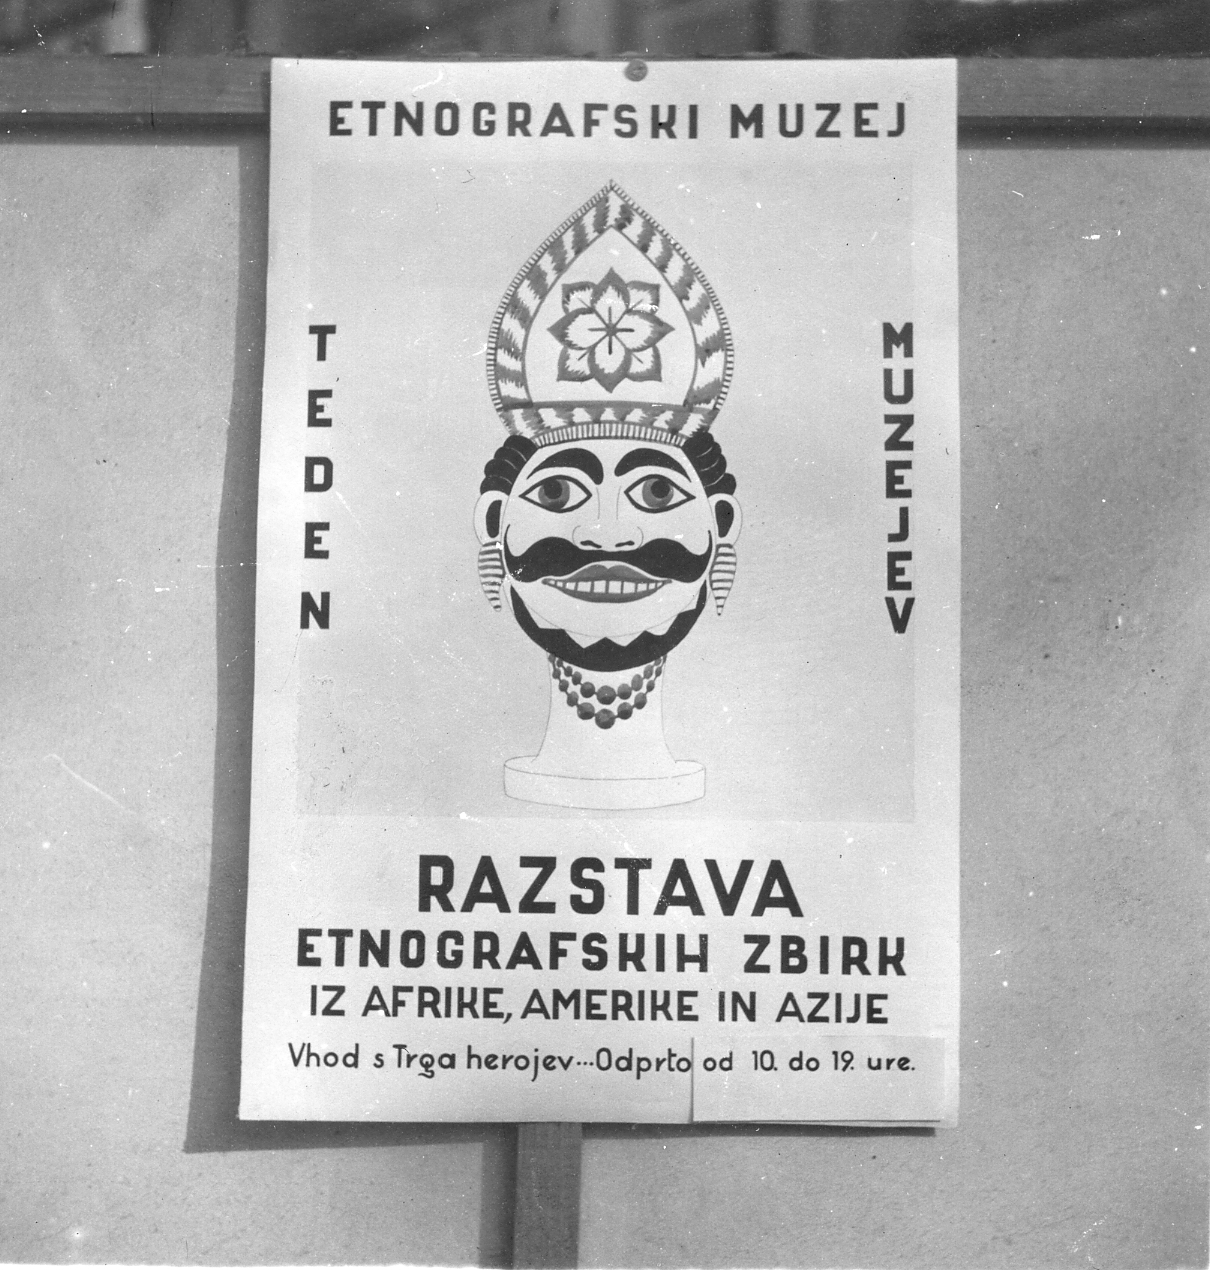 ETNOGRAFSKI MUZEJ
TEDEN
MUZEJEV
RAZSTAVA
ETNOGRAFSKIH ZBIRK
IZ AFRIKE, AMERIKE IN AZIJE
Vhod s Trga herojev...Odprto od 10. do 19. ure.